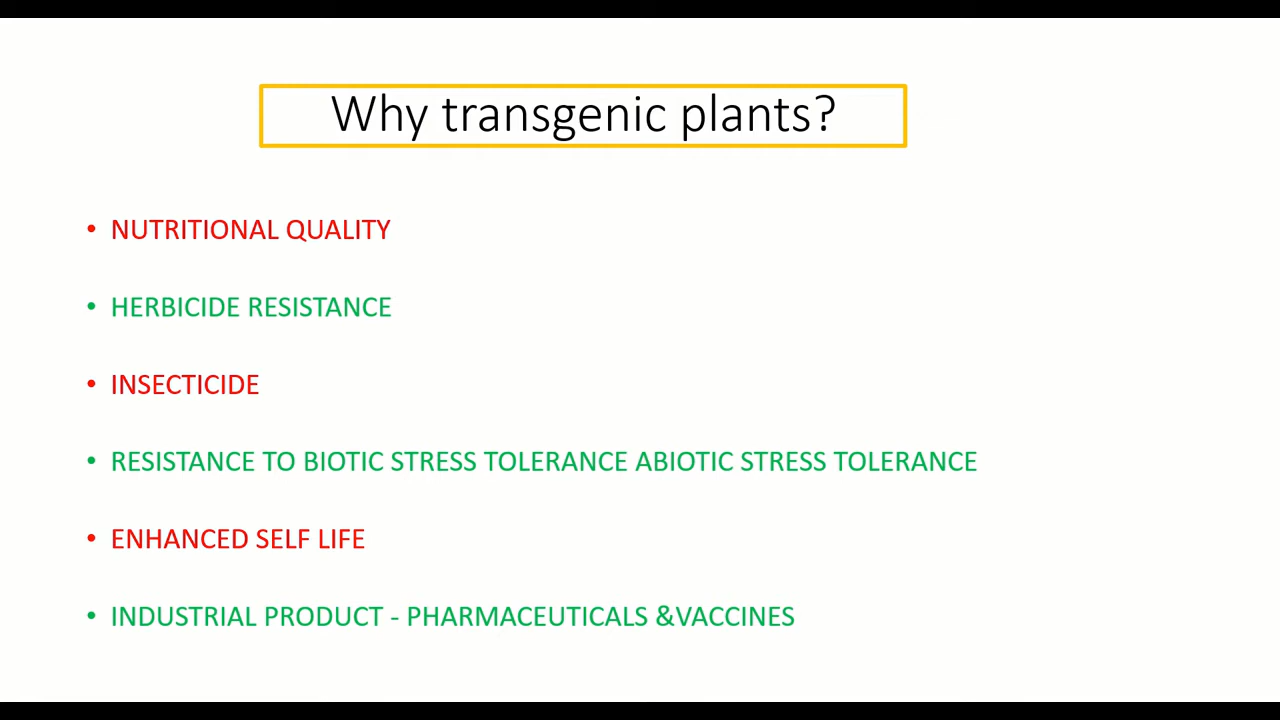 Why transgenic plants?
• NUTRITIONAL QUALITY
• HERBICIDE RESISTANCE
• INSECTICIDE
• RESISTANCE TO BIOTIC STRESS TOLERANCE ABIOTIC STRESS TOLERANCE
• ENHANCED SELF LIFE
• INDUSTRIAL PRODUCT - PHARMACEUTICALS &VACCINES